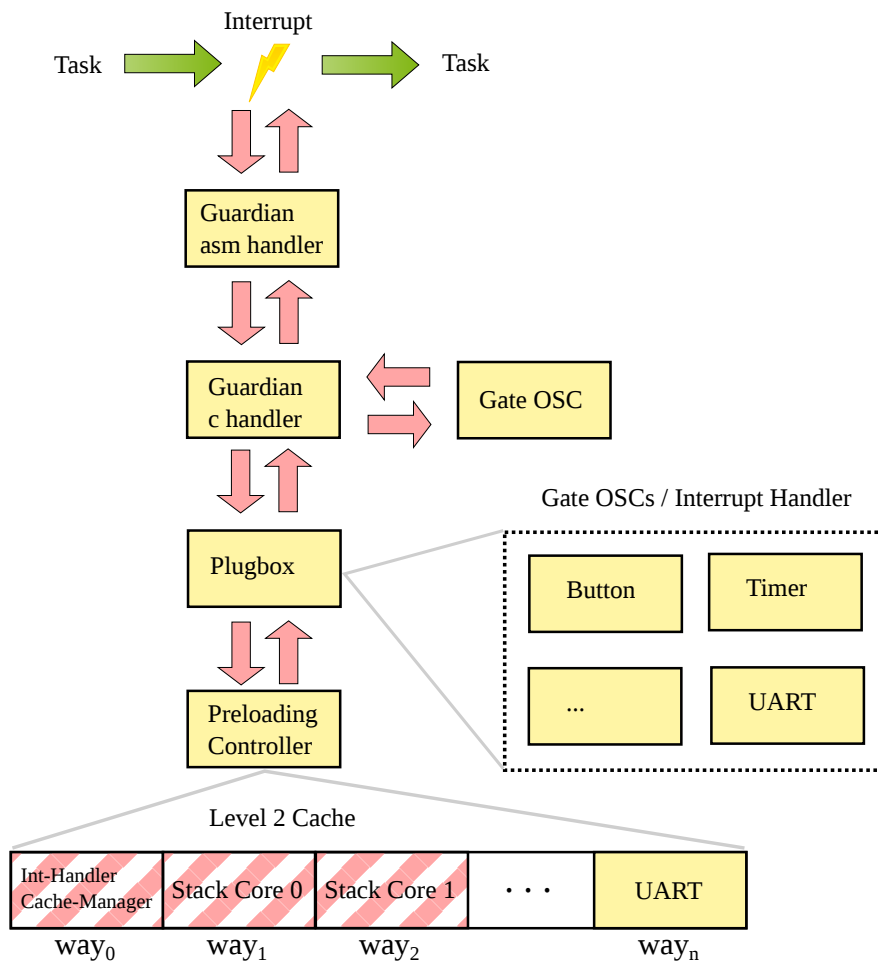 Interrupt
Task
Task
Guardian
asm handler
Guardian
c handler
Gate OSC
Gate OSCs / Interrupt Handler
Plugbox
Button
Timer
...
UART
Preloading
Controller
Level 2 Cache
Int-Handler
Cache-Manager
Stack Core 0
Stack Core 1
. . .
UART
way₀
way₁
way₂
wayₙ